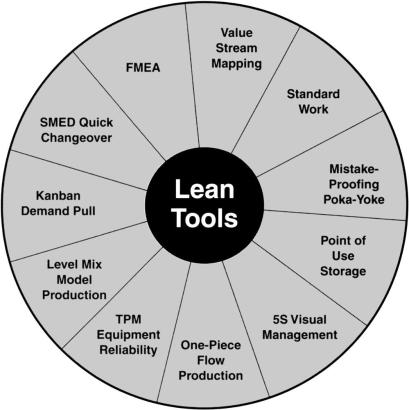 Value
Stream
Mapping
Standard
Work
Mistake-
Proofing
Poka-Yoke
Point of
Use
Storage
5S Visual
Management
One-Piece
Flow
Production
TPM
Equipment
Reliability
Level Mix
Model
Production
Kanban
Demand Pull
SMED Quick
Changeover
FMEA
Lean
Tools